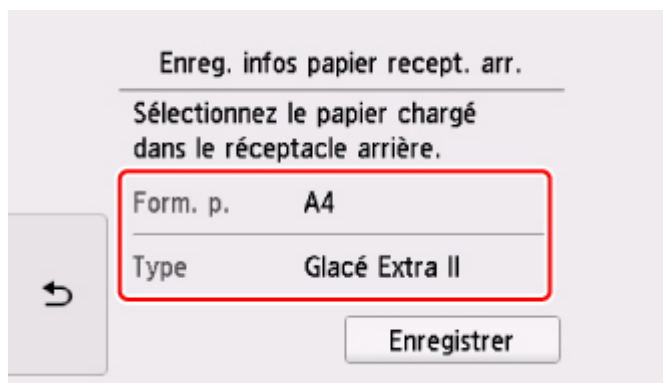 Enreg. infos papier recept. arr.
Sélectionnez le papier chargé
dans le réceptacle arrière.
Form. p. A4
Type Glacé Extra II
Enregistrer